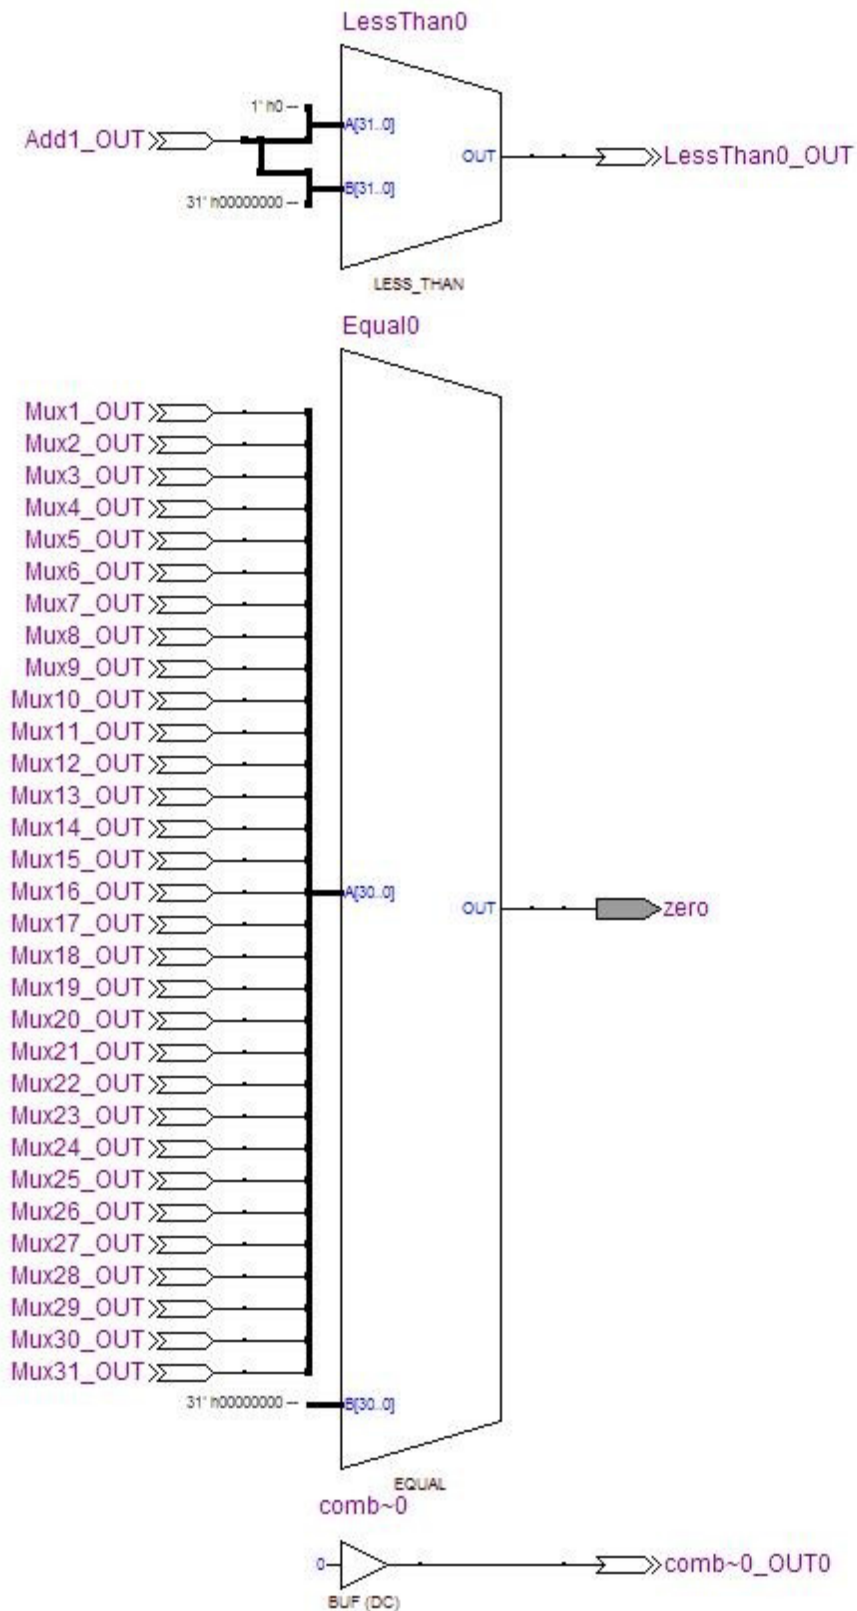 LessThan0
1' h0 --
A[31..0]
Add1_OUT
OUT
LessThan0_OUT
B[31..0]
31' h00000000 --
LESS_THAN
Equal0
Mux1_OUT
Mux2_OUT
Mux3_OUT
Mux4_OUT
Mux5_OUT
Mux6_OUT
Mux7_OUT
Mux8_OUT
Mux9_OUT
Mux10_OUT
Mux11_OUT
Mux12_OUT
Mux13_OUT
Mux14_OUT
Mux15_OUT
Mux16_OUT
A[30..0]
OUT
zero
Mux17_OUT
Mux18_OUT
Mux19_OUT
Mux20_OUT
Mux21_OUT
Mux22_OUT
Mux23_OUT
Mux24_OUT
Mux25_OUT
Mux26_OUT
Mux27_OUT
Mux28_OUT
Mux29_OUT
Mux30_OUT
Mux31_OUT
31' h00000000 --
B[30..0]
EQUAL
comb~0
0
comb~0_OUT0
BUF (DC)